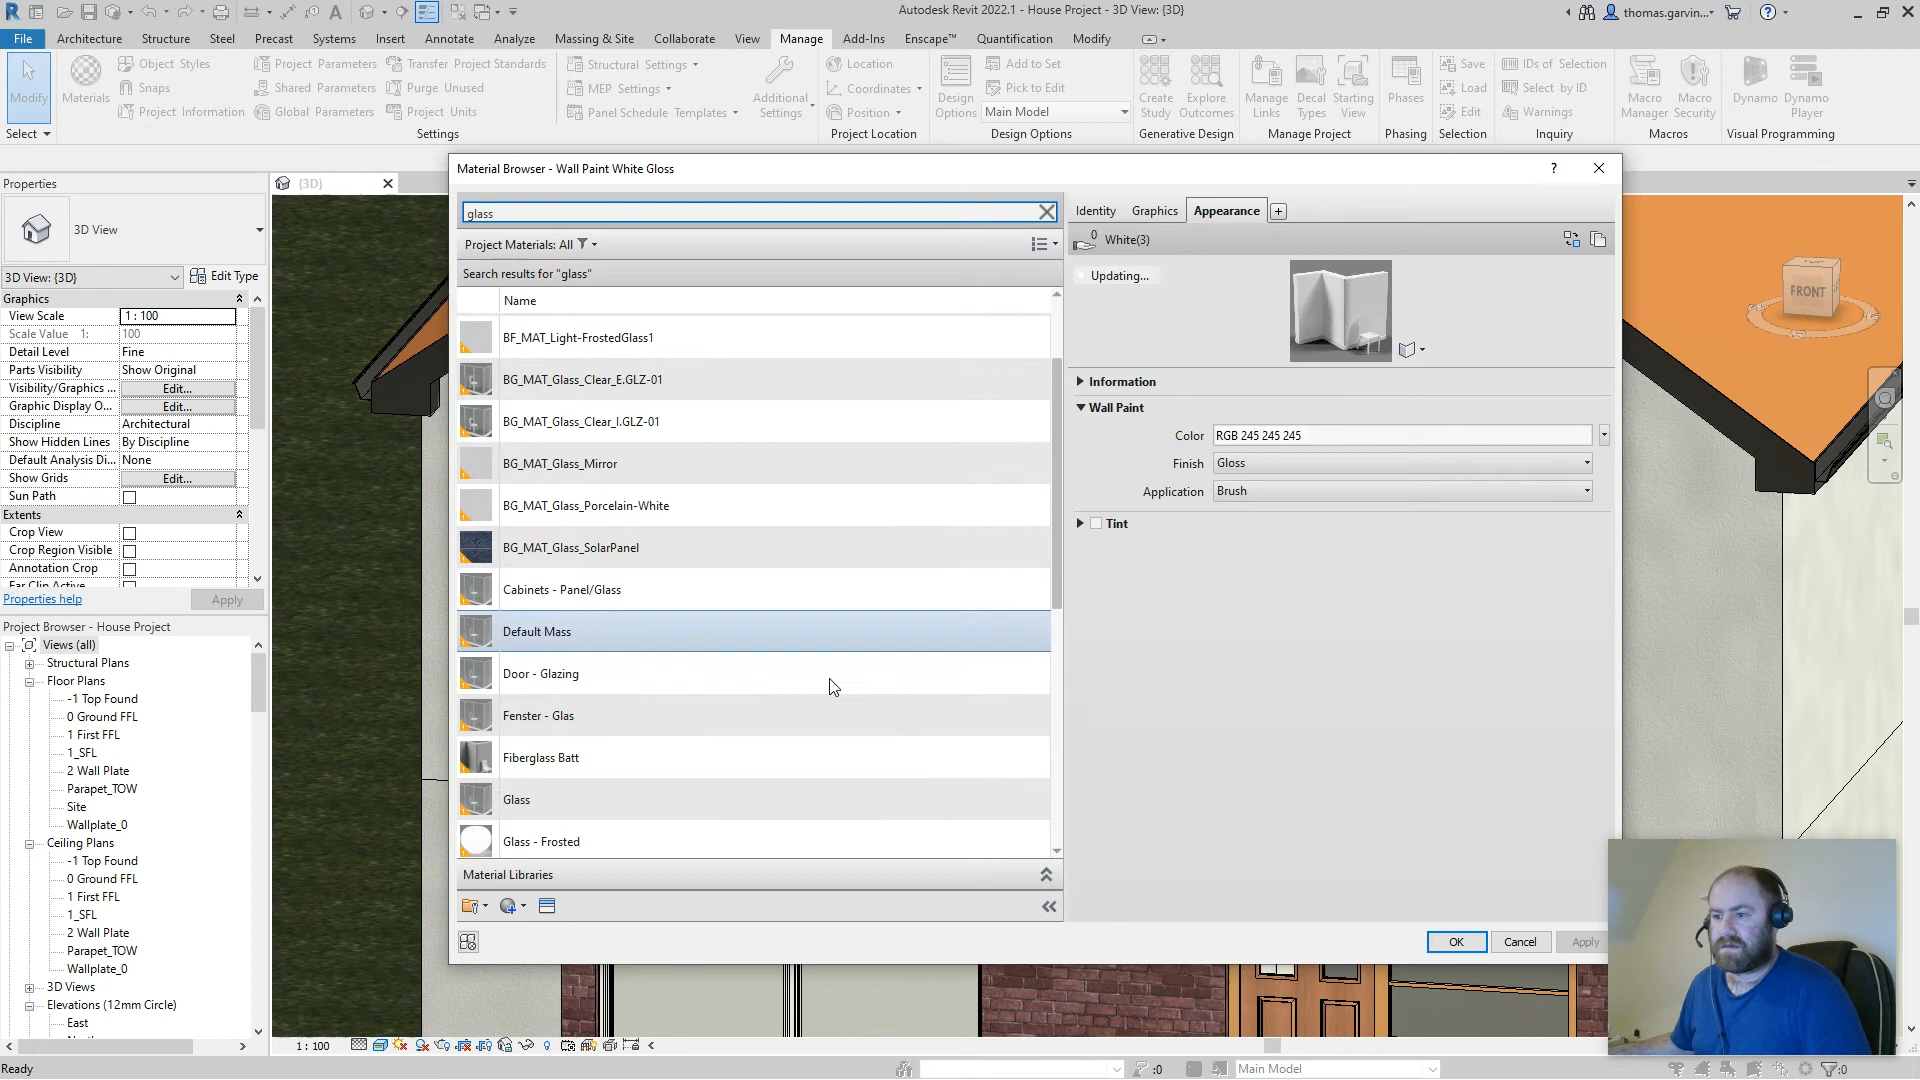 Autodesk Revit 2022.1 - House Project - 3D View: {3D}
thomas.garvin...
File Architecture Structure Steel Precast Systems Insert Annotate Analyze Massing & Site Collaborate View Manage Add-Ins Enscape™ Quantification Modify
Modify
Materials
Object Styles
Snaps
Project Information
Project Parameters
Shared Parameters
Global Parameters
Transfer Project Standards
Purge Unused
Project Units
Structural Settings
MEP Settings
Panel Schedule Templates
Additional Settings
Location
Coordinates
Position
Design Options
Add to Set
Pick to Edit
Main Model
Create Study
Explore Outcomes
Manage Links
Decal Types
Starting View
Phases
Save
Load
Edit
IDs of Selection
Select by ID
Warnings
Macro Manager
Macro Security
Dynamo
Dynamo Player
Select
Settings
Project Location
Design Options
Generative Design
Manage Project
Phasing
Selection
Inquiry
Macros
Visual Programming
Properties
{3D}
3D View
3D View: {3D}
Edit Type
Graphics
View Scale 1 : 100
Scale Value 1: 100
Detail Level Fine
Parts Visibility Show Original
Visibility/Graphics ... Edit...
Graphic Display O... Edit...
Discipline Architectural
Show Hidden Lines By Discipline
Default Analysis Di... None
Show Grids Edit...
Sun Path
Extents
Crop View
Crop Region Visible
Annotation Crop
Far Clip Active
Properties help
Apply
Project Browser - House Project
Views (all)
Structural Plans
Floor Plans
-1 Top Found
0 Ground FFL
1 First FFL
1_SFL
2 Wall Plate
Parapet_TOW
Site
Wallplate_0
Ceiling Plans
-1 Top Found
0 Ground FFL
1 First FFL
1_SFL
2 Wall Plate
Parapet_TOW
Wallplate_0
3D Views
Elevations (12mm Circle)
East
Material Browser - Wall Paint White Gloss
?
glass
Project Materials: All
Search results for "glass"
Name
BF_MAT_Light-FrostedGlass1
BG_MAT_Glass_Clear_E.GLZ-01
BG_MAT_Glass_Clear_I.GLZ-01
BG_MAT_Glass_Mirror
BG_MAT_Glass_Porcelain-White
BG_MAT_Glass_SolarPanel
Cabinets - Panel/Glass
Default Mass
Door - Glazing
Fenster - Glas
Fiberglass Batt
Glass
Glass - Frosted
Material Libraries
Identity Graphics Appearance +
0
White(3)
Updating...
Information
Wall Paint
Color RGB 245 245 245
Finish Gloss
Application Brush
Tint
OK Cancel Apply
FRONT
1 : 100
Ready
:0
Main Model
:0